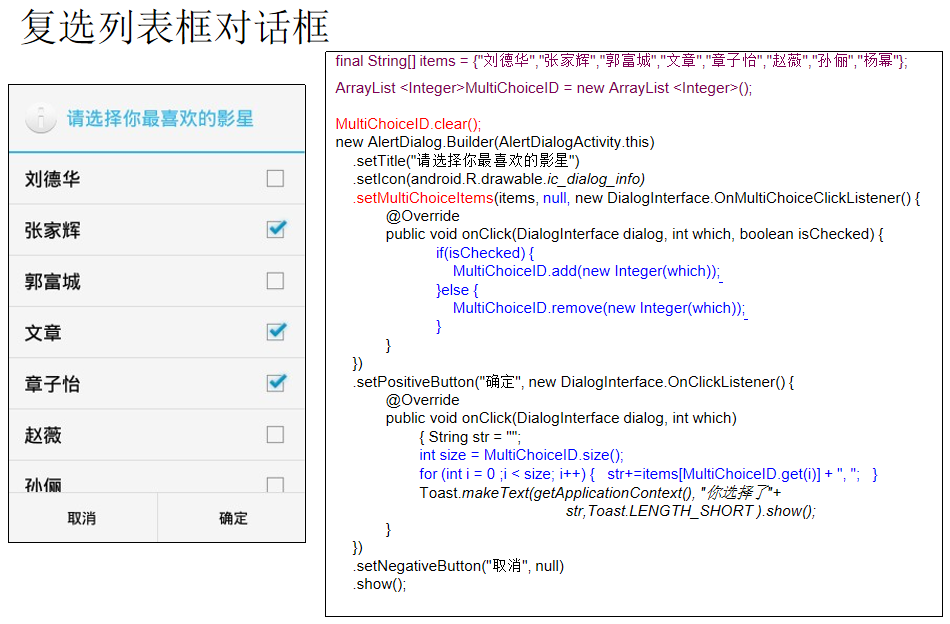 复选列表框对话框
请选择你最喜欢的影星
刘德华
张家辉
郭富城
文章
章子怡
赵薇
孙俪
取消
确定
final String[] items = {"刘德华","张家辉","郭富城","文章","章子怡","赵薇","孙俪","杨幂"};
ArrayList <Integer>MultiChoiceID = new ArrayList <Integer>();
MultiChoiceID.clear();
new AlertDialog.Builder(AlertDialogActivity.this)
.setTitle("请选择你最喜欢的影星")
.setIcon(android.R.drawable.ic_dialog_info)
.setMultiChoiceItems(items, null, new DialogInterface.OnMultiChoiceClickListener() {
@Override
public void onClick(DialogInterface dialog, int which, boolean isChecked) {
if(isChecked) {
MultiChoiceID.add(new Integer(which));
}else {
MultiChoiceID.remove(new Integer(which));
}
}
})
.setPositiveButton("确定", new DialogInterface.OnClickListener() {
@Override
public void onClick(DialogInterface dialog, int which)
{ String str = "";
int size = MultiChoiceID.size();
for (int i = 0 ;i < size; i++) { str+=items[MultiChoiceID.get(i)] + ", "; }
Toast.makeText(getApplicationContext(), "你选择了"+
str,Toast.LENGTH_SHORT ).show();
}
})
.setNegativeButton("取消", null)
.show();